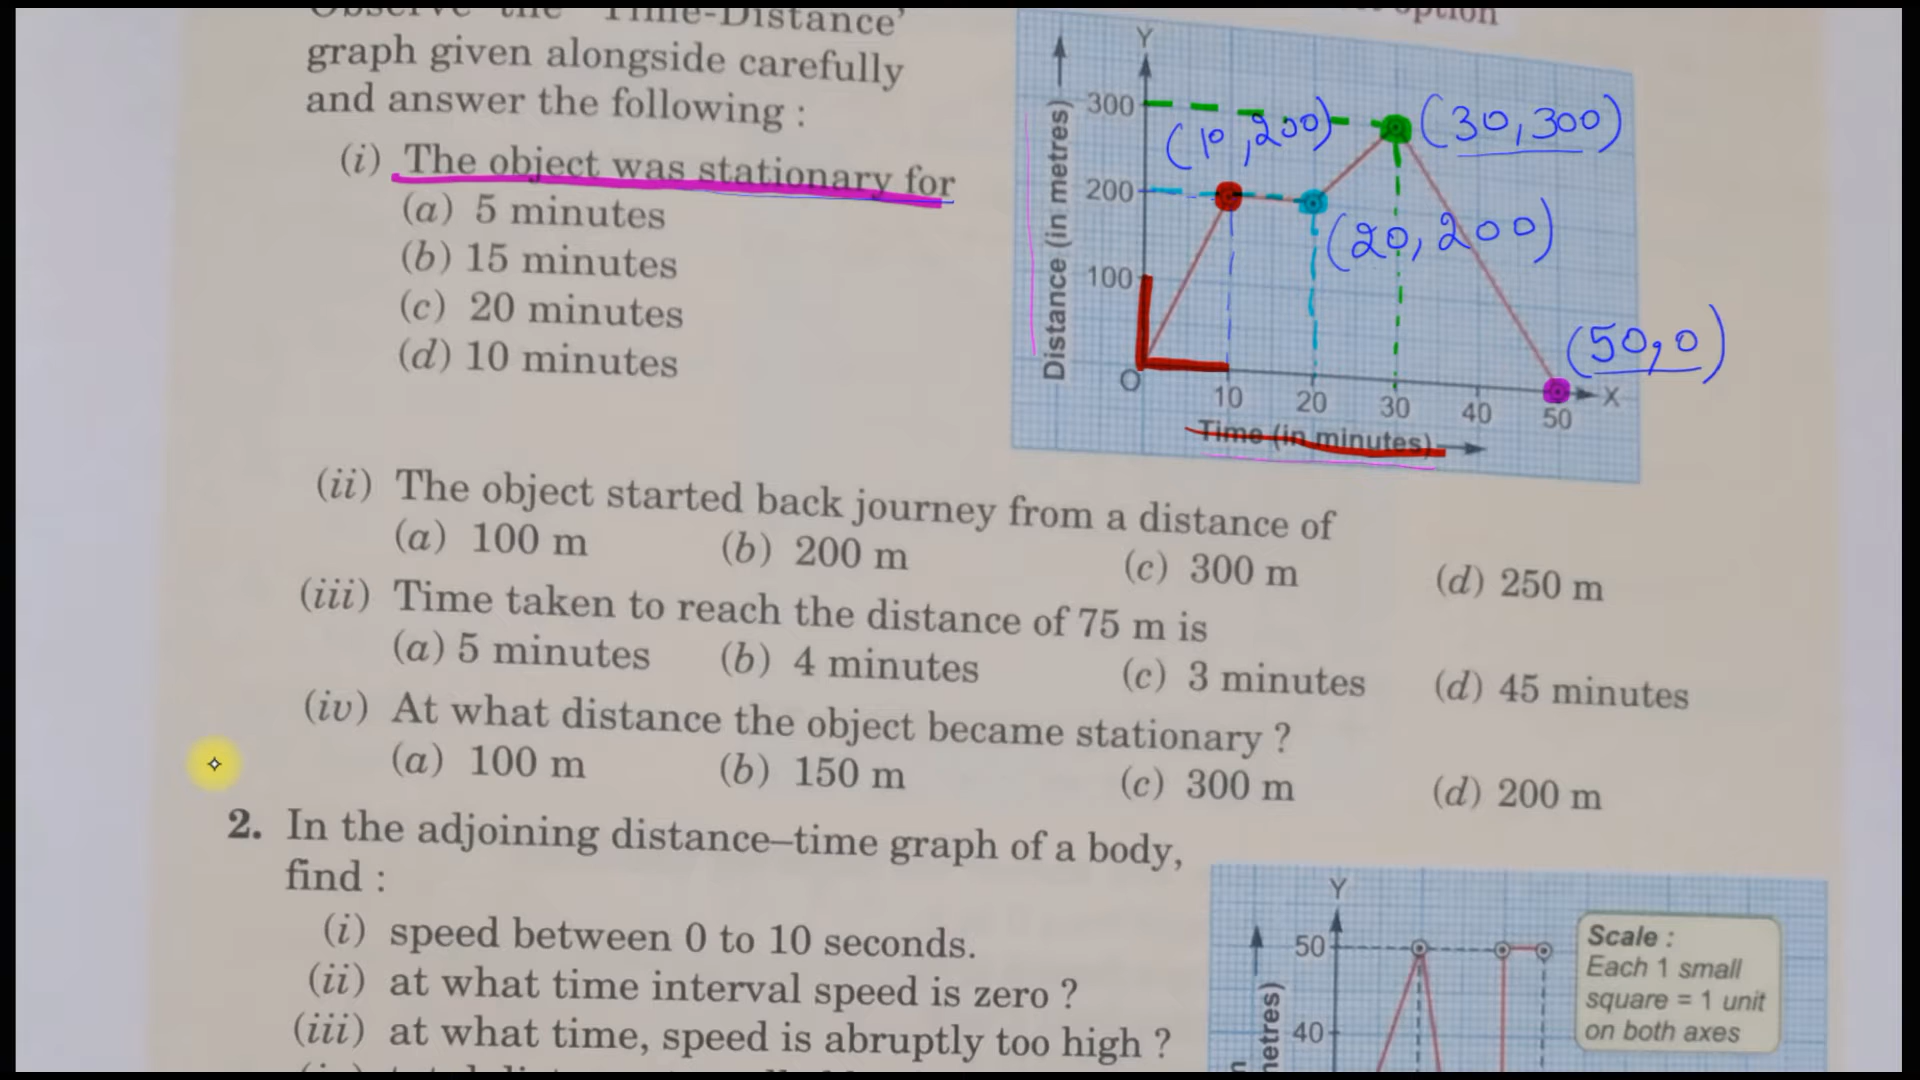 Observe the 'Time-Distance'
graph given alongside carefully
and answer the following :
(i) The object was stationary for
(a) 5 minutes
(b) 15 minutes
(c) 20 minutes
(d) 10 minutes
option
Y
300
200
100
O
10 20 30 40 50
X
Distance (in metres)
Time (in minutes)
(10,200)
(30,300)
(20,200)
(50,0)
(ii) The object started back journey from a distance of
(a) 100 m (b) 200 m (c) 300 m (d) 250 m
(iii) Time taken to reach the distance of 75 m is
(a) 5 minutes (b) 4 minutes (c) 3 minutes (d) 45 minutes
(iv) At what distance the object became stationary ?
(a) 100 m (b) 150 m (c) 300 m (d) 200 m
2. In the adjoining distance–time graph of a body,
find :
(i) speed between 0 to 10 seconds.
(ii) at what time interval speed is zero ?
(iii) at what time, speed is abruptly too high ?
Y
50
40
Scale :
Each 1 small
square = 1 unit
on both axes